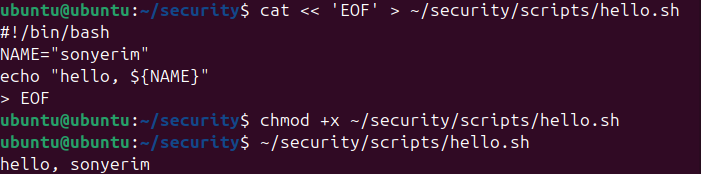 ubuntu@ubuntu:~/security$ cat << 'EOF' > ~/security/scripts/hello.sh
#!/bin/bash
NAME="sonyerim"
echo "hello, ${NAME}"
> EOF
ubuntu@ubuntu:~/security$ chmod +x ~/security/scripts/hello.sh
ubuntu@ubuntu:~/security$ ~/security/scripts/hello.sh
hello, sonyerim